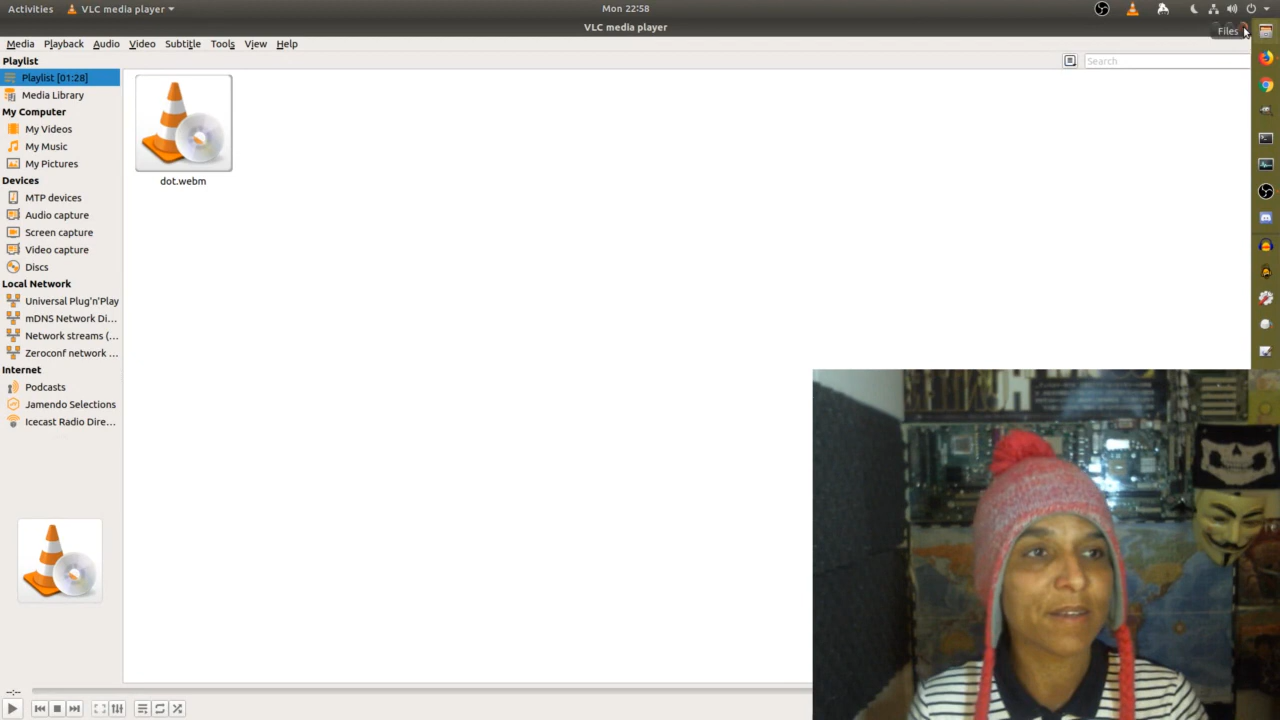 Activities VLC media player Mon 22:58
VLC media player
Files
Media Playback Audio Video Subtitle Tools View Help
Playlist Search
Playlist [01:28]
Media Library
My Computer
My Videos
My Music
My Pictures
Devices
MTP devices
Audio capture
Screen capture
Video capture
Discs
Local Network
Universal Plug'n'Play
mDNS Network Di...
Network streams (...
Zeroconf network ...
Internet
Podcasts
Jamendo Selections
Icecast Radio Dire...
dot.webm
--:--